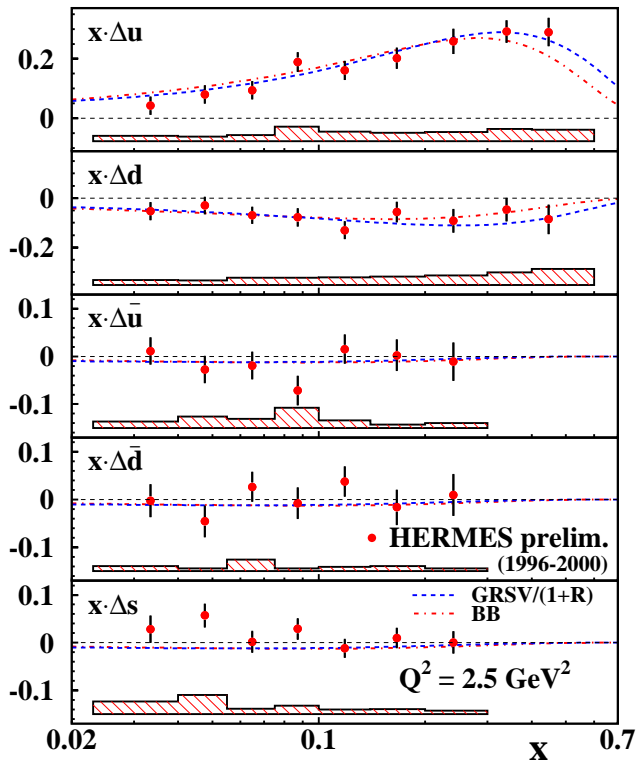 x·Δu
0.2
0
x·Δd
0
-0.2
x·Δū
0.1
0
-0.1
x·Δd̄
0.1
0
-0.1
HERMES prelim.
(1996-2000)
x·Δs
0.1
0
-0.1
GRSV/(1+R)
BB
Q² = 2.5 GeV²
0.02
0.1
x
0.7